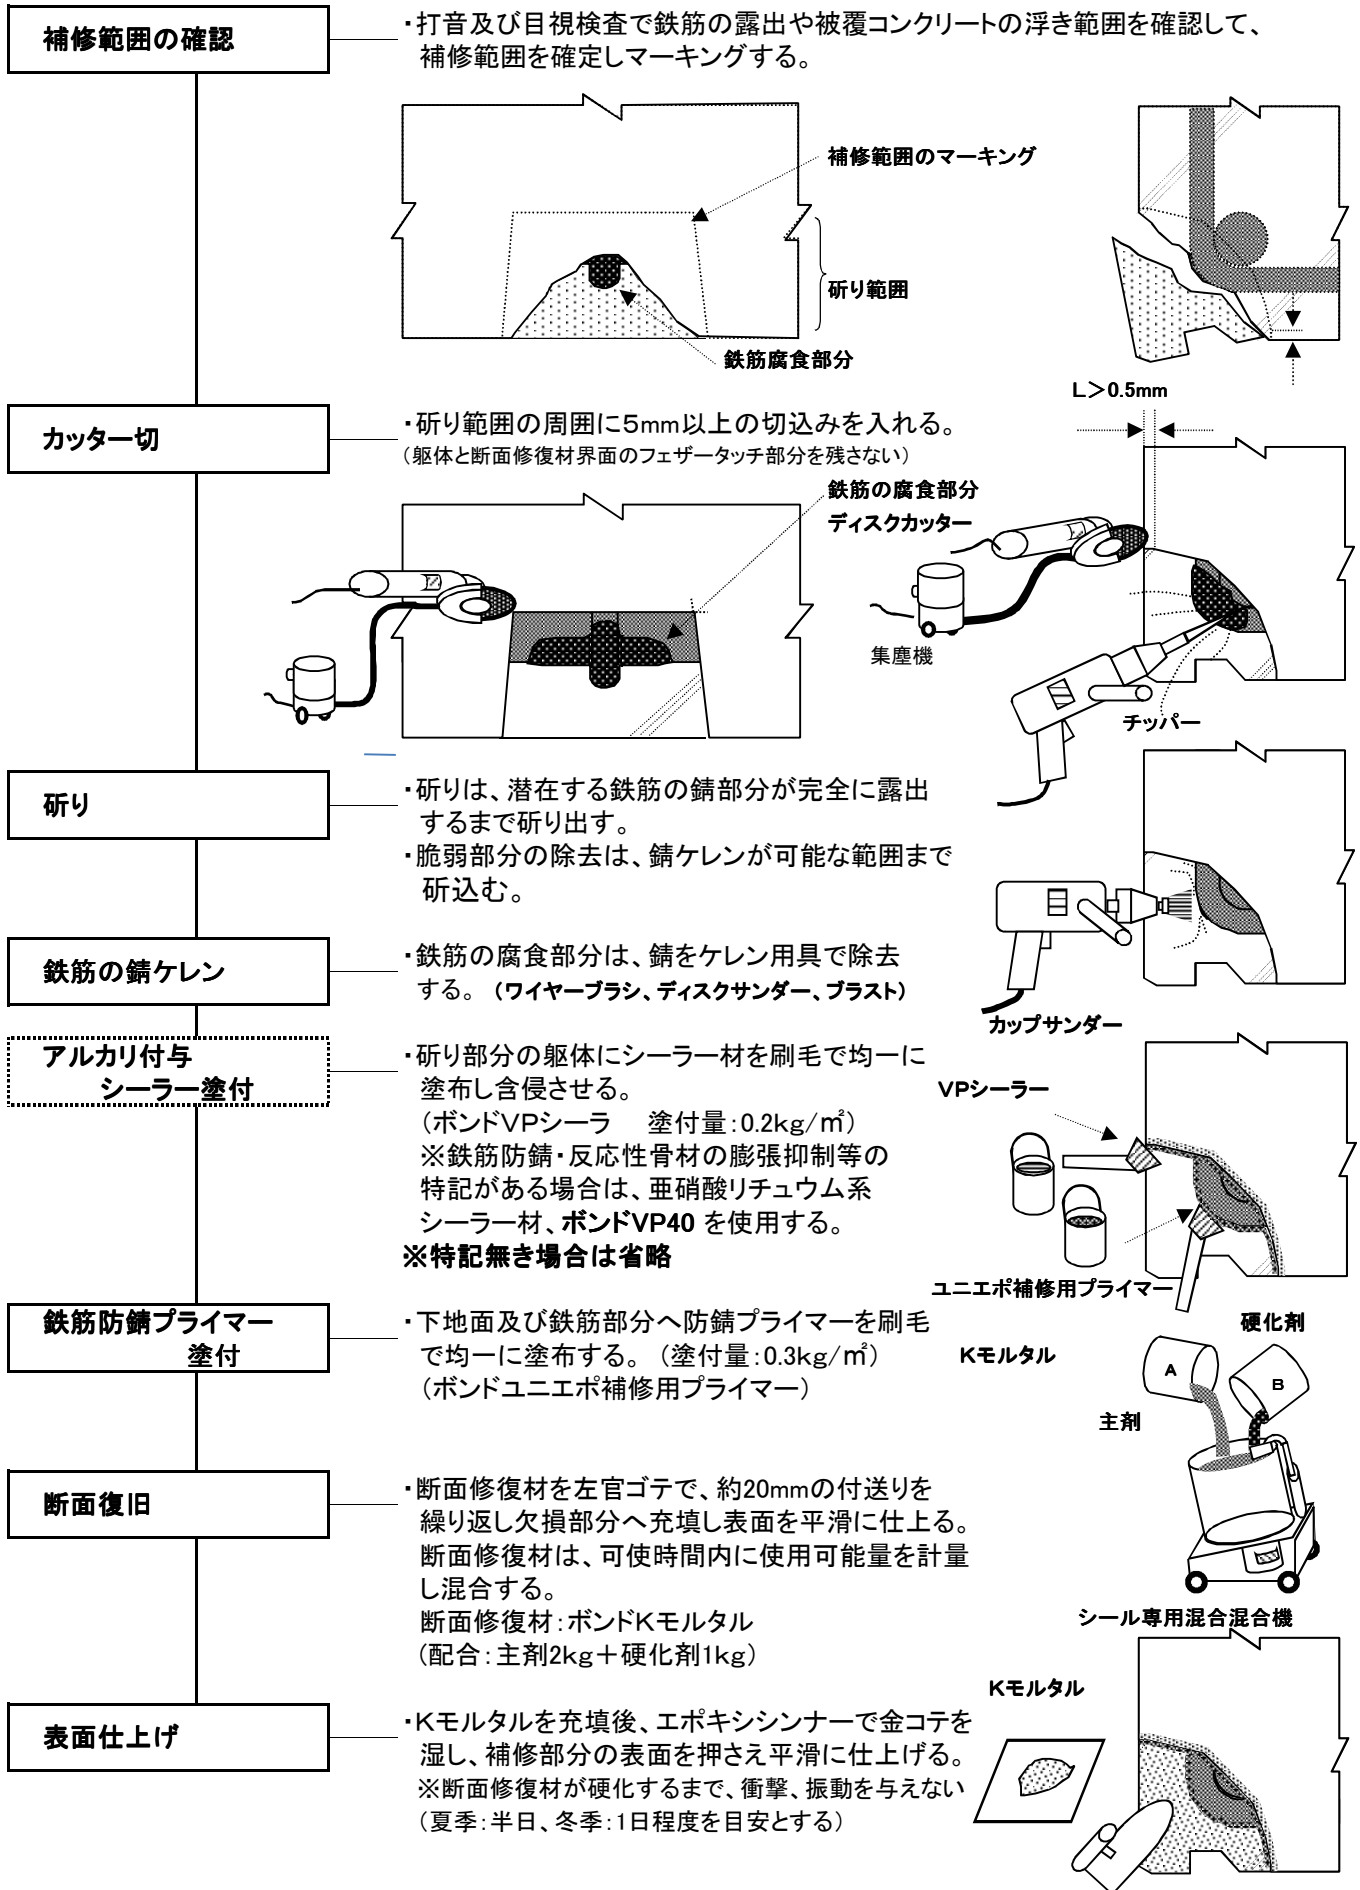 補修範囲の確認
・打音及び目視検査で鉄筋の露出や被覆コンクリートの浮き範囲を確認して、
補修範囲を確定しマーキングする。
補修範囲のマーキング
斫り範囲
鉄筋腐食部分
L＞0.5mm
カッター切
・斫り範囲の周囲に５mm以上の切込みを入れる。
（躯体と断面修復材界面のフェザータッチ部分を残さない）
鉄筋の腐食部分
ディスクカッター
集塵機
チッパー
斫り
・斫りは、潜在する鉄筋の錆部分が完全に露出
するまで斫り出す。
・脆弱部分の除去は、錆ケレンが可能な範囲まで
斫込む。
鉄筋の錆ケレン
・鉄筋の腐食部分は、錆をケレン用具で除去
する。（ワイヤーブラシ、ディスクサンダー、ブラスト）
カップサンダー
アルカリ付与
シーラー塗付
・斫り部分の躯体にシーラー材を刷毛で均一に
塗布し含侵させる。
（ボンドＶＰシーラ　塗付量：0.2ｋｇ/㎡）
※鉄筋防錆・反応性骨材の膨張抑制等の
特記がある場合は、亜硝酸リチュウム系
シーラー材、ボンドVP40 を使用する。
※特記無き場合は省略
VPシーラー
ユニエポ補修用プライマー
鉄筋防錆プライマー
塗付
・下地面及び鉄筋部分へ防錆プライマーを刷毛
で均一に塗布する。（塗付量：0.3ｋｇ/㎡）
（ボンドユニエポ補修用プライマー）
硬化剤
Ｋモルタル
A
B
主剤
断面復旧
・断面修復材を左官ゴテで、約20mmの付送りを
繰り返し欠損部分へ充填し表面を平滑に仕上る。
断面修復材は、可使時間内に使用可能量を計量
し混合する。
断面修復材：ボンドＫモルタル
（配合：主剤2ｋｇ＋硬化剤1ｋｇ）
シール専用混合混合機
表面仕上げ
・Ｋモルタルを充填後、エポキシシンナーで金コテを
湿し、補修部分の表面を押さえ平滑に仕上げる。
※断面修復材が硬化するまで、衝撃、振動を与えない
（夏季：半日、冬季：1日程度を目安とする）
Ｋモルタル